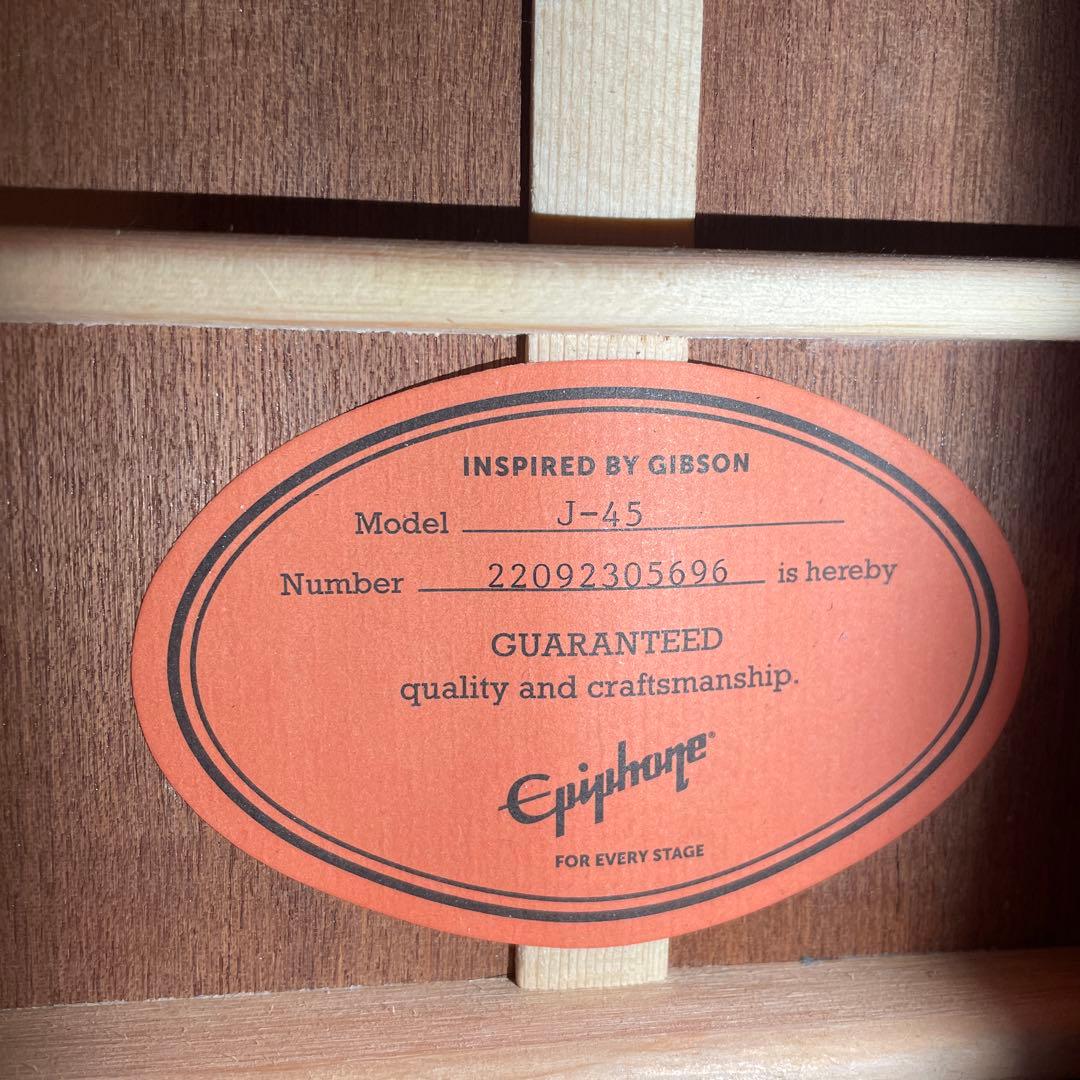 INSPIRED BY GIBSON
Model J-45
Number 22092305696 is hereby
GUARANTEED
quality and craftsmanship.
Epiphone®
FOR EVERY STAGE